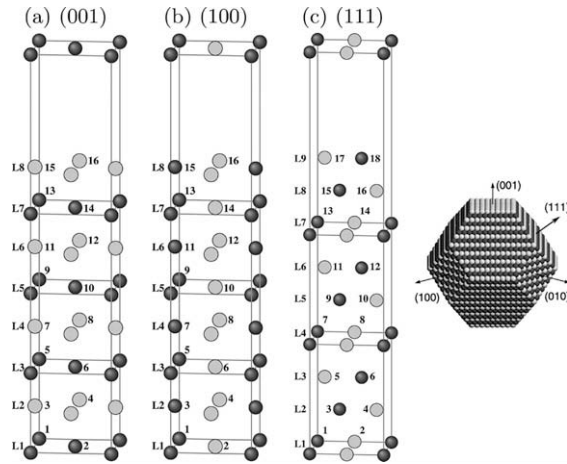 (a) (001)
(b) (100)
(c) (111)
L8 15 16
13
L7 14
L6 11 12
9
L5 10
L4 7 8
5
L3 6
L2 3 4
1
L1 2
L8 15 16
13
L7 14
L6 11 12
9
L5 10
L4 7 8
5
L3 6
L2 3 4
1
L1 2
L9 17 18
L8 15 16
13 14
L7
L6 11 12
L5 9 10
7 8
L4
L3 5 6
L2 3 4
1 2
L1
(001)
(111)
(100)
(010)